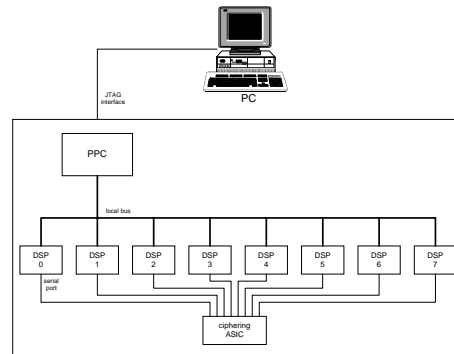 PC
JTAG
interface
PPC
local bus
DSP
0
DSP
1
DSP
2
DSP
3
DSP
4
DSP
5
DSP
6
DSP
7
serial
port
ciphering
ASIC